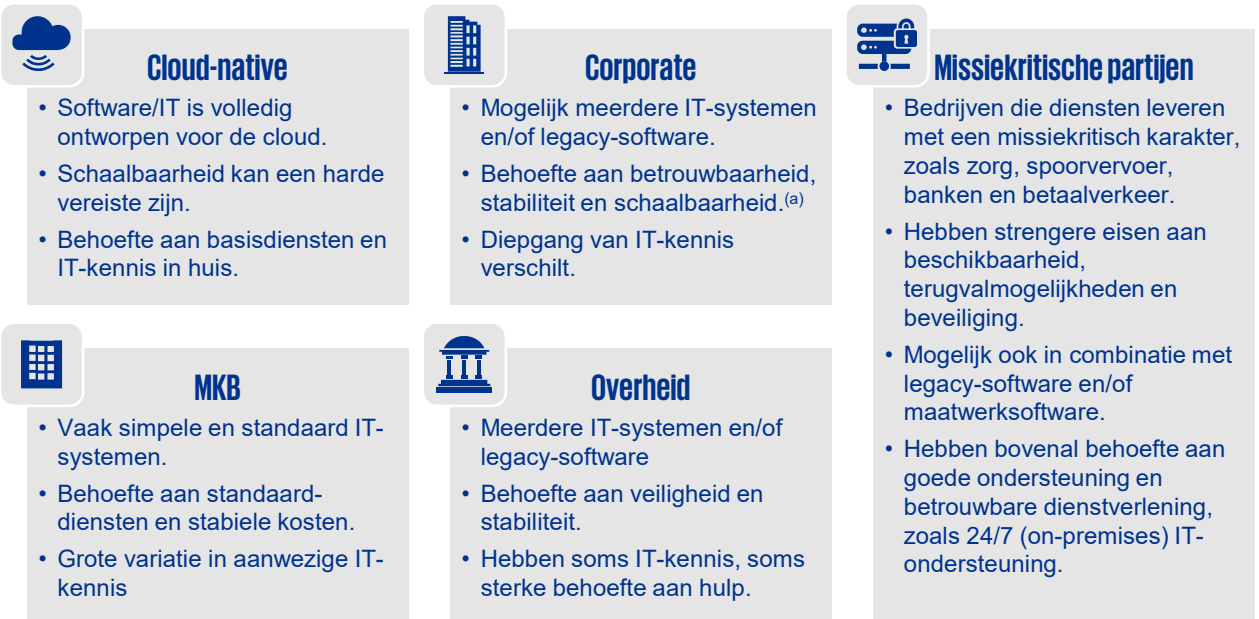 Cloud-native
• Software/IT is volledig
ontworpen voor de cloud.
• Schaalbaarheid kan een harde
vereiste zijn.
• Behoefte aan basisdiensten en
IT-kennis in huis.
Corporate
• Mogelijk meerdere IT-systemen
en/of legacy-software.
• Behoefte aan betrouwbaarheid,
stabiliteit en schaalbaarheid.(a)
• Diepgang van IT-kennis
verschilt.
Missiekritische partijen
• Bedrijven die diensten leveren
met een missiekritisch karakter,
zoals zorg, spoorvervoer,
banken en betaalverkeer.
• Hebben strengere eisen aan
beschikbaarheid,
terugvalmogelijkheden en
beveiliging.
• Mogelijk ook in combinatie met
legacy-software en/of
maatwerksoftware.
• Hebben bovenal behoefte aan
goede ondersteuning en
betrouwbare dienstverlening,
zoals 24/7 (on-premises) IT-
ondersteuning.
MKB
• Vaak simpele en standaard IT-
systemen.
• Behoefte aan standaard-
diensten en stabiele kosten.
• Grote variatie in aanwezige IT-
kennis
Overheid
• Meerdere IT-systemen en/of
legacy-software
• Behoefte aan veiligheid en
stabiliteit.
• Hebben soms IT-kennis, soms
sterke behoefte aan hulp.